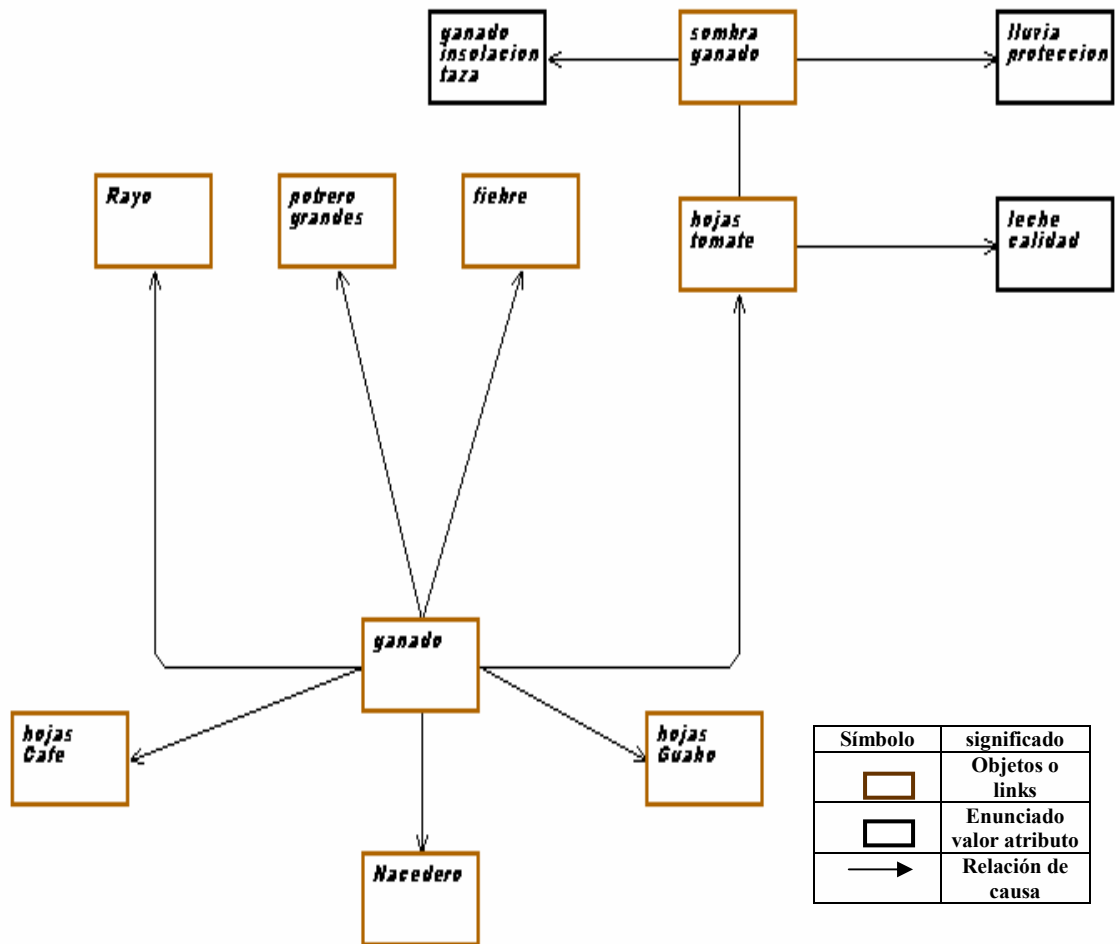 ganado
insolacion
taza
sombra
ganado
lluvia
proteccion
Rayo
potrero
grandes
fiebre
hojas
tomate
leche
calidad
ganado
hojas
Cafe
hojas
Guabo
Nacedero
Símbolo significado
Objetos o
links
Enunciado
valor atributo
Relación de
causa